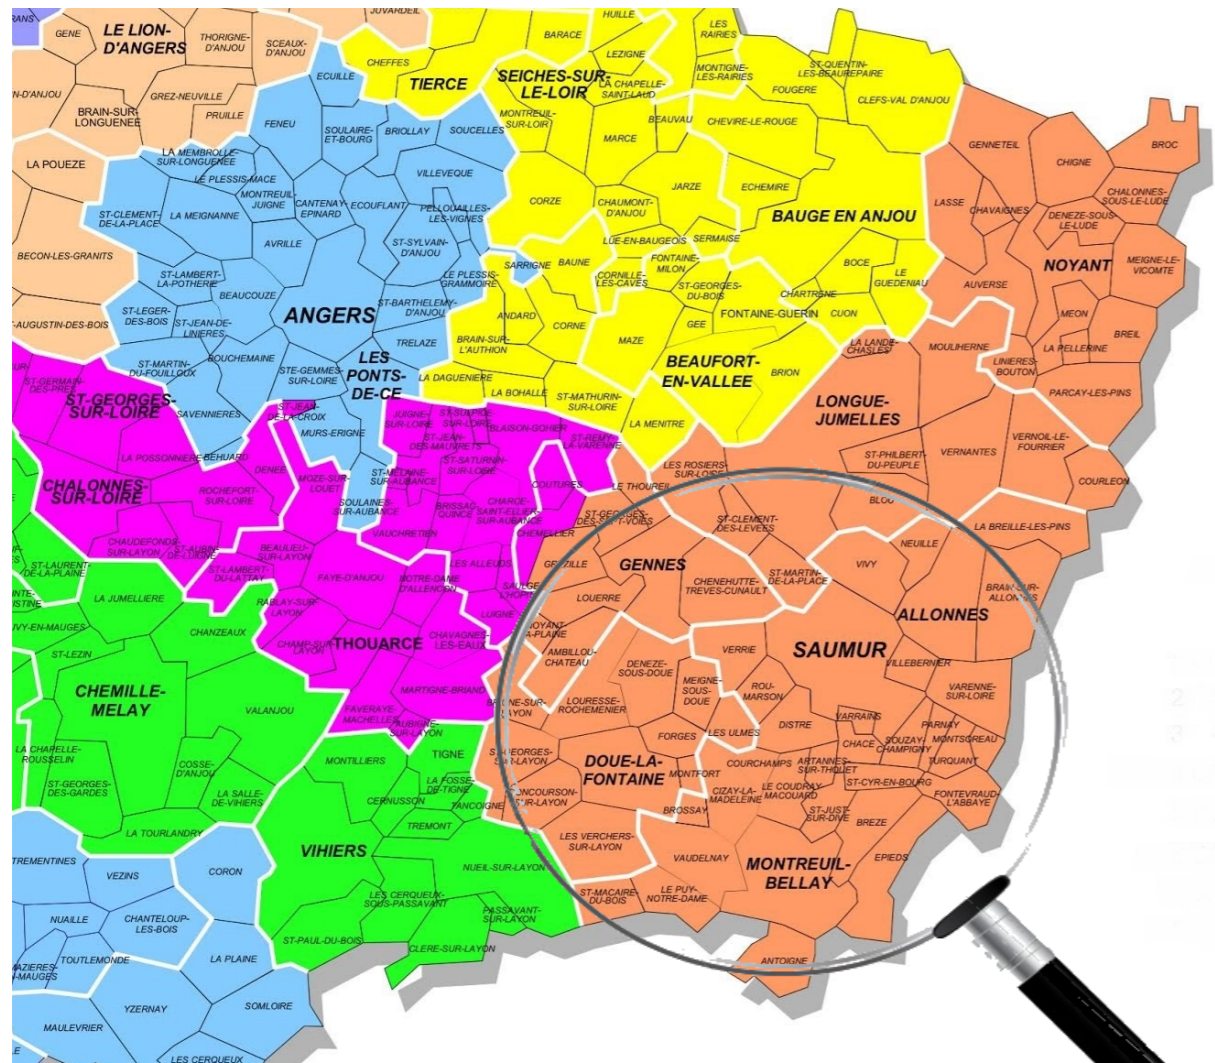 RANS
GENE
LE LION-
D'ANGERS
THORIGNE-
D'ANJOU
SCEAUX-
D'ANJOU
JUVARDEIL
N-D'ANJOU
BRAIN-SUR-
LONGUENEE
GREZ-NEUVILLE
PRUILLE
LA POUEZE
BECON-LES-GRANITS
-AUGUSTIN-DES-BOIS
CHEFFES
TIERCE
BARACE
HUILLE
LEZIGNE
LES
RAIRIES
SEICHES-SUR-
LE-LOIR
LA CHAPELLE-
SAINT-LAUD
MONTIGNE-
LES-RAIRIES
ST-QUENTIN-
LES-BEAUREPAIRE
FOUGERE
CLEFS-VAL D'ANJOU
MONTREUIL-
SUR-LOIR
MARCE
BEAUVAU
CHEVIRE-LE-ROUGE
CORZE
CHAUMONT-
D'ANJOU
JARZE
ECHEMIRE
BAUGE EN ANJOU
LUE-EN-BAUGEOIS
SERMAISE
BOCE
LE
GUEDENIAU
BAUNE
CORNILLE-
LES-CAVES
FONTAINE-
MILON
ST-GEORGES-
DU-BOIS
CHARTRENE
CUON
FONTAINE-GUERIN
GEE
MAZE
ANDARD
CORNE
BRAIN-SUR-
L'AUTHION
BEAUFORT-
EN-VALLEE
BRION
LA DAGUENIERE
LA BOHALLE
ST-MATHURIN-
SUR-LOIRE
LA MENITRE
ECUILLE
FENEU
SOULAIRE-
ET-BOURG
BRIOLLAY
SOUCELLES
LA MEMBROLLE-
SUR-LONGUENEE
LE PLESSIS-MACE
VILLEVEQUE
MONTREUIL
JUIGNE
CANTENAY-
EPINARD
ECOUFLANT
PELLOUAILLES-
LES-VIGNES
ST-CLEMENT-
DE-LA-PLACE
LA MEIGNANNE
AVRILLE
ST-SYLVAIN-
D'ANJOU
LE PLESSIS-
GRAMMOIRE
SARRIGNE
ST-LAMBERT-
LA-POTHERIE
BEAUCOUZE
ST-BARTHELEMY-
D'ANJOU
ANGERS
ST-LEGER-
DES-BOIS
ST-JEAN-DE-
LINIERES
TRELAZE
BOUCHEMAINE
LES
PONTS-
DE-CE
ST-MARTIN-
DU-FOUILLOUX
STE-GEMMES-
SUR-LOIRE
SAVENNIERES
MURS-ERIGNE
BEHUARD
SOULAINES-
SUR-AUBANCE
ST-GERMAIN-
DES-PRES
ST-GEORGES-
SUR-LOIRE
LA POSSONNIERE
ST-JEAN-
DE-LA-CROIX
DENEE
MOZE-SUR-
LOUET
CHALONNES-
SUR-LOIRE
ROCHEFORT-
SUR-LOIRE
CHAUDEFONDS-
SUR-LAYON
ST-AUBIN-
DE-LUIGNE
JUIGNE-
SUR-LOIRE
ST-SULPICE-
SUR-LOIRE
ST-JEAN-
DES-MAUVRETS
BLAISON-GOHIER
ST-SATURNIN-
SUR-LOIRE
ST-REMY-
LA-VARENNE
ST-MELAINE-
SUR-AUBANCE
BRISSAC-
QUINCE
CHARCE-
SAINT-ELLIER-
SUR-AUBANCE
COUTURES
CHEMELLIER
VAUCHRETIEN
LES ALLEUDS
SAULGE-
L'HOPITAL
LUIGNE
ST-LAMBERT-
DU-LATTAY
BEAULIEU-
SUR-LAYON
FAYE-D'ANJOU
NOTRE-DAME
D'ALLENCON
RABLAY-SUR-
LAYON
CHAMP-SUR-
LAYON
THOUARCE
CHAVAGNES-
LES-EAUX
MARTIGNE-BRIAND
FAVERAYE-
MACHELLES
AUBIGNE-
SUR-LAYON
ST-LAURENT-
DE-LA-PLAINE
LA JUMELLIERE
CHANZEAUX
ST-LEZIN
CHEMILLE-
MELAY
VALANJOU
LA CHAPELLE-
ROUSSELIN
ST-GEORGES-
DES-GARDES
COSSE-
D'ANJOU
LA SALLE-
DE-VIHIERS
LA TOURLANDRY
MONTILLIERS
TIGNE
LA FOSSE-
DE-TIGNE
CERNUSSON
TANCOIGNE
TREMONT
VIHIERS
NUEIL-SUR-LAYON
LES CERQUEUX-
SOUS-PASSAVANT
PASSAVANT-
SUR-LAYON
ST-PAUL-DU-BOIS
CLERE-SUR-LAYON
TREMENTINES
VEZINS
CORON
NUAILLE
CHANTELOUP-
LES-BOIS
TOUTLEMONDE
LA PLAINE
YZERNAY
SOMLOIRE
MAULEVRIER
LES CERQUEUX
GENNETEIL
CHIGNE
BROC
LASSE
CHAVAIGNES
CHALONNES-
SOUS-LE-LUDE
DENEZE-SOUS-
LE-LUDE
NOYANT
MEIGNE-LE-
VICOMTE
AUVERSE
MEON
BREIL
LA PELLERINE
LINIERES-
BOUTON
PARCAY-LES-PINS
LA LANDE-
CHASLES
MOULIHERNE
LONGUE-
JUMELLES
ST-PHILBERT-
DU-PEUPLE
VERNANTES
VERNOIL-LE-
FOURRIER
COURLEON
BLOU
LES ROSIERS-
SUR-LOIRE
LE THOUREIL
ST-GEORGES-
DES-SEPT-VOIES
ST-CLEMENT-
DES-LEVEES
LA BREILLE-LES-PINS
NEUILLE
VIVY
BRAIN-SUR-
ALLONNES
ALLONNES
GREZILLE
GENNES
CHENEHUTTE-
TREVES-CUNAULT
ST-MARTIN-
DE-LA-PLACE
LOUERRE
NOYANT-
LA-PLAINE
AMBILLOU-
CHATEAU
DENEZE-
SOUS-DOUE
MEIGNE-
SOUS-
DOUE
VERRIE
SAUMUR
VILLEBERNIER
VARENNE-
SUR-LOIRE
ROU-
MARSON
LOURESSE-
ROCHEMENIER
DISTRE
VARRAINS
PARNAY
CHACE
SOUZAY-
CHAMPIGNY
MONTSOREAU
TURQUANT
FORGES
LES ULMES
DOUE-LA-
FONTAINE
MONTFORT
COURCHAMPS
ARTANNES-
SUR-THOUET
ST-CYR-EN-BOURG
FONTEVRAUD-
L'ABBAYE
CIZAY-LA-
MADELEINE
LE COUDRAY
MACOUARD
BROSSAY
ST-JUST-
SUR-DIVE
BREZE
EPIEDS
ST-GEORGES-
SUR-LAYON
LES VERCHERS-
SUR-LAYON
VAUDELNAY
MONTREUIL-
BELLAY
ST-MACAIRE-
DU-BOIS
LE PUY-
NOTRE-DAME
ANTOIGNE